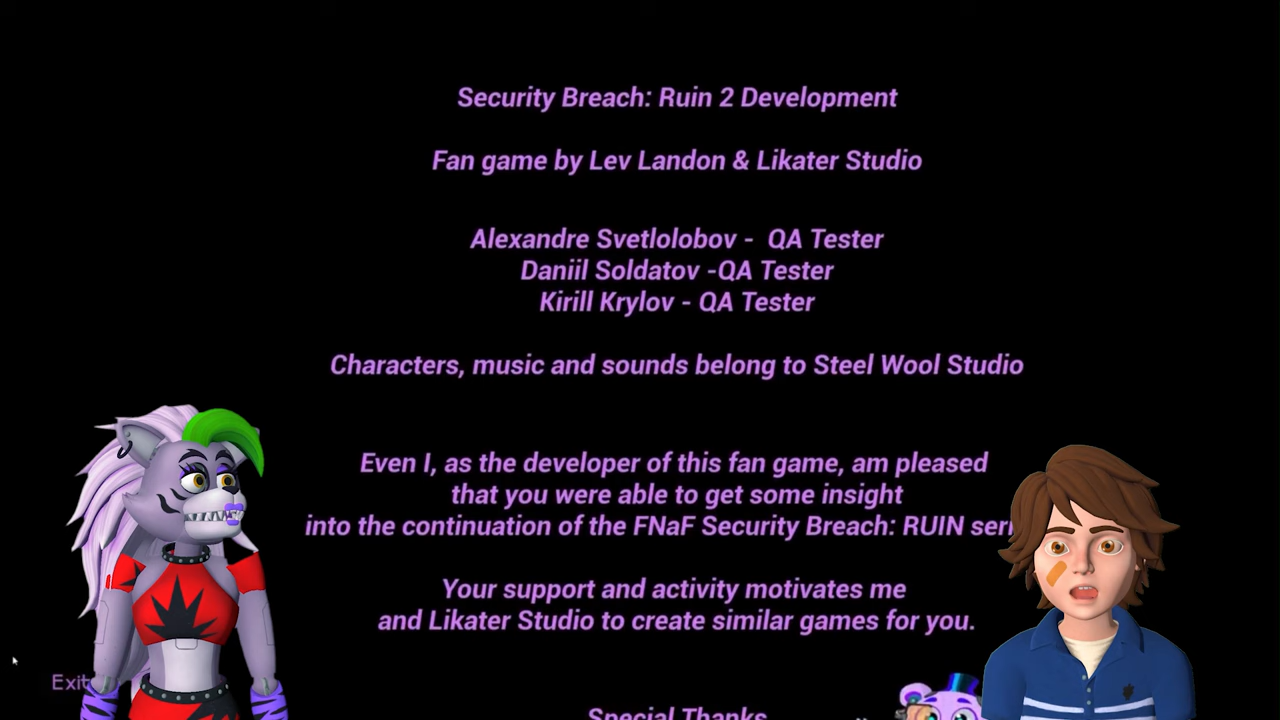 Security Breach: Ruin 2 Development
Fan game by Lev Landon & Likater Studio
Alexandre Svetlolobov - QA Tester
Daniil Soldatov -QA Tester
Kirill Krylov - QA Tester
Characters, music and sounds belong to Steel Wool Studio
Even I, as the developer of this fan game, am pleased
that you were able to get some insight
into the continuation of the FNaF Security Breach: RUIN
Your support and activity motivates me
and Likater Studio to create similar games for you.
Exit
Special Thanks